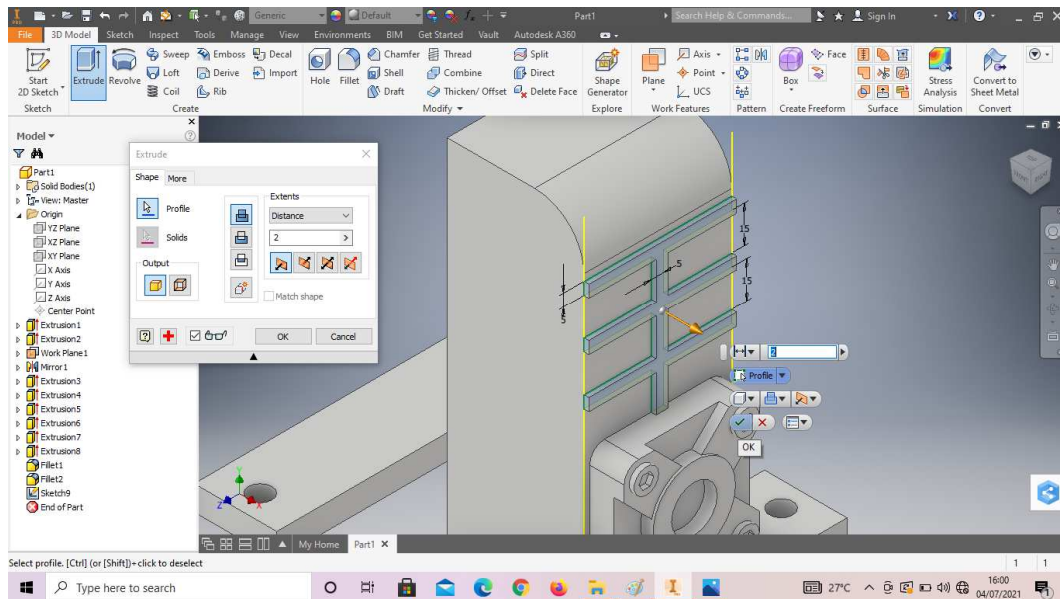 I PRO Generic Default Part1 Search Help & Commands... Sign In
File 3D Model Sketch Inspect Tools Manage View Environments BIM Get Started Vault Autodesk A360
Start 2D Sketch
Extrude
Revolve
Sweep
Loft
Coil
Emboss
Derive
Rib
Decal
Import
Hole
Fillet
Chamfer
Shell
Draft
Thread
Combine
Thicken/ Offset
Split
Direct
Delete Face
Shape Generator
Plane
Axis
Point
UCS
Box
Face
Stress Analysis
Convert to Sheet Metal
Sketch Create Modify Explore Work Features Pattern Create Freeform Surface Simulation Convert
Model
Part1
Solid Bodies(1)
View: Master
Origin
YZ Plane
XZ Plane
XY Plane
X Axis
Y Axis
Z Axis
Center Point
Extrusion1
Extrusion2
Work Plane1
Mirror1
Extrusion3
Extrusion4
Extrusion5
Extrusion6
Extrusion7
Extrusion8
Fillet1
Fillet2
Sketch9
End of Part
Extrude
Shape More
Profile
Solids
Output
Extents
Distance
2
Match shape
OK Cancel
15
5
15
5
2
Profile
OK
Y
Z X
My Home Part1
Select profile. [Ctrl] (or [Shift])+click to deselect 1 1
Type here to search 27°C 16:00
04/07/2021